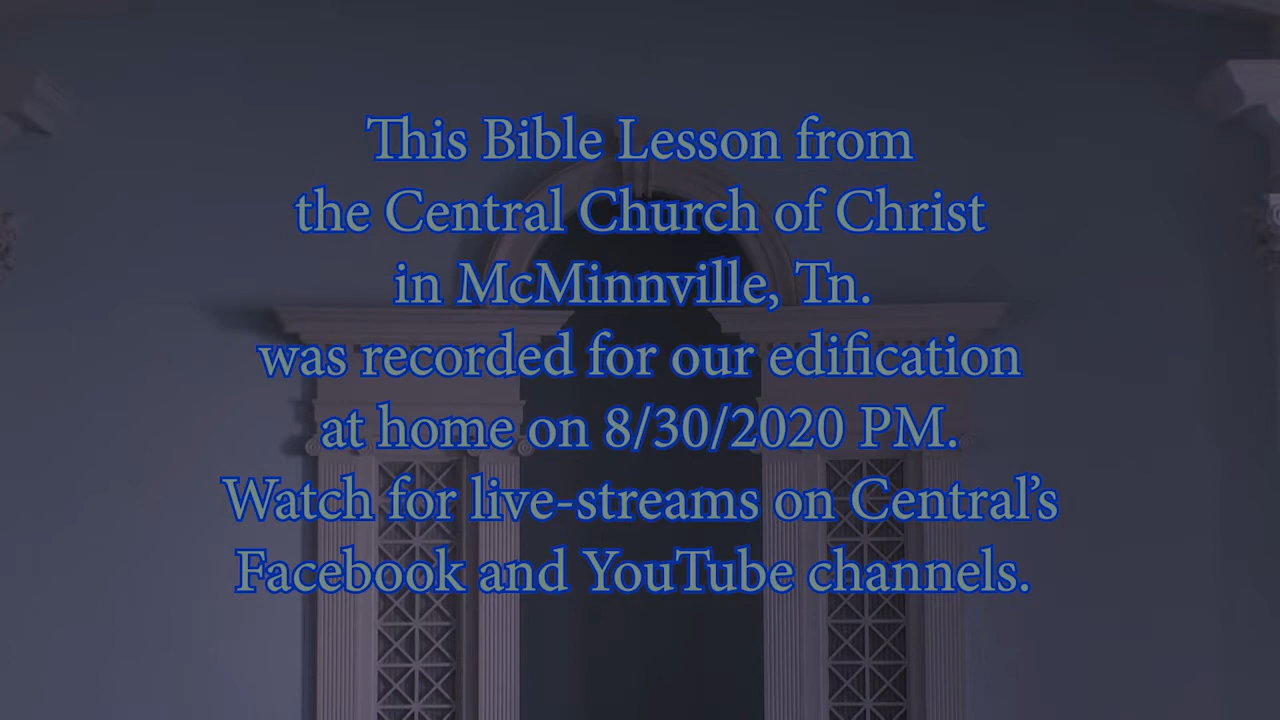 This Bible Lesson from
the Central Church of Christ
in McMinnville, Tn.
was recorded for our edification
at home on 8/30/2020 PM.
Watch for live-streams on Central's
Facebook and YouTube channels.